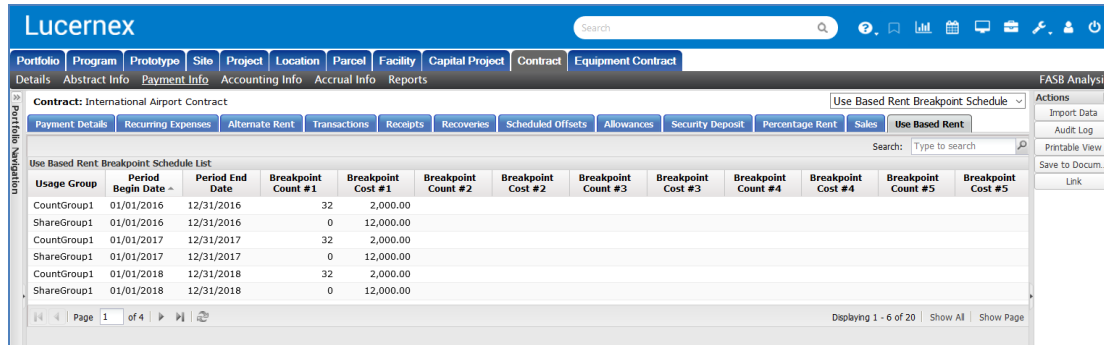 Lucernex
Search
Portfolio Program Prototype Site Project Location Parcel Facility Capital Project Contract Equipment Contract
Details Abstract Info Payment Info Accounting Info Accrual Info Reports FASB Analysi
Portfolio Navigation
Contract: International Airport Contract
Use Based Rent Breakpoint Schedule
Payment Details Recurring Expenses Alternate Rent Transactions Receipts Recoveries Scheduled Offsets Allowances Security Deposit Percentage Rent Sales Use Based Rent
Search: Type to search
Use Based Rent Breakpoint Schedule List
Usage Group Period Begin Date Period End Date Breakpoint Count #1 Breakpoint Cost #1 Breakpoint Count #2 Breakpoint Cost #2 Breakpoint Count #3 Breakpoint Cost #3 Breakpoint Count #4 Breakpoint Cost #4 Breakpoint Count #5 Breakpoint Cost #5
CountGroup1 01/01/2016 12/31/2016 32 2,000.00
ShareGroup1 01/01/2016 12/31/2016 0 12,000.00
CountGroup1 01/01/2017 12/31/2017 32 2,000.00
ShareGroup1 01/01/2017 12/31/2017 0 12,000.00
CountGroup1 01/01/2018 12/31/2018 32 2,000.00
ShareGroup1 01/01/2018 12/31/2018 0 12,000.00
Page 1 of 4
Displaying 1 - 6 of 20 Show All Show Page
Actions
Import Data
Audit Log
Printable View
Save to Docum...
Link